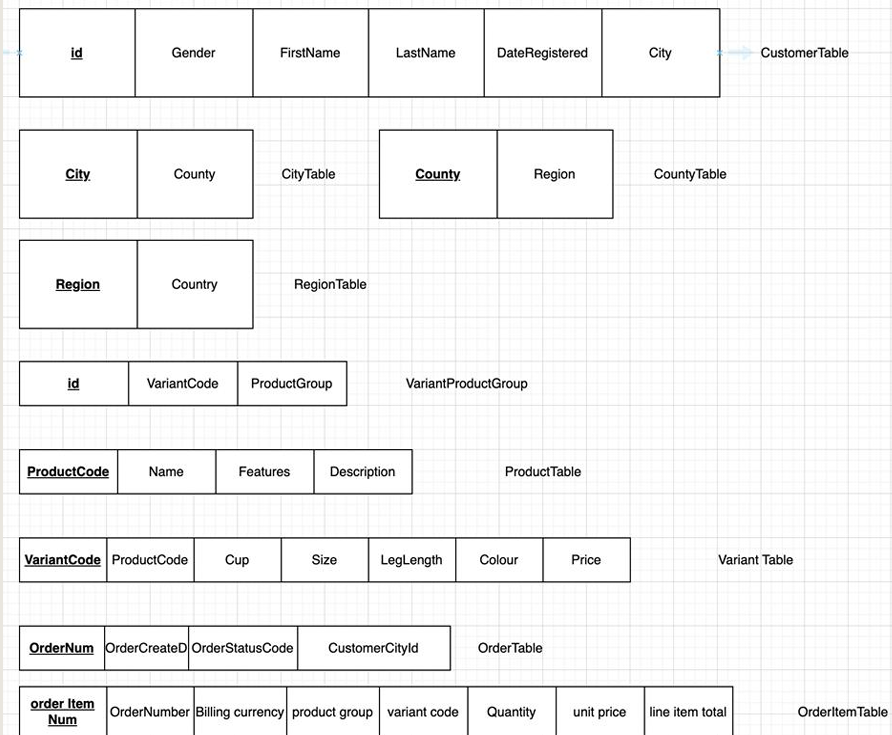 id Gender FirstName LastName DateRegistered City CustomerTable
City County CityTable County Region CountyTable
Region Country RegionTable
id VariantCode ProductGroup VariantProductGroup
ProductCode Name Features Description ProductTable
VariantCode ProductCode Cup Size LegLength Colour Price Variant Table
OrderNum OrderCreateD OrderStatusCode CustomerCityId OrderTable
order Item
Num OrderNumber Billing currency product group variant code Quantity unit price line item total OrderItemTable